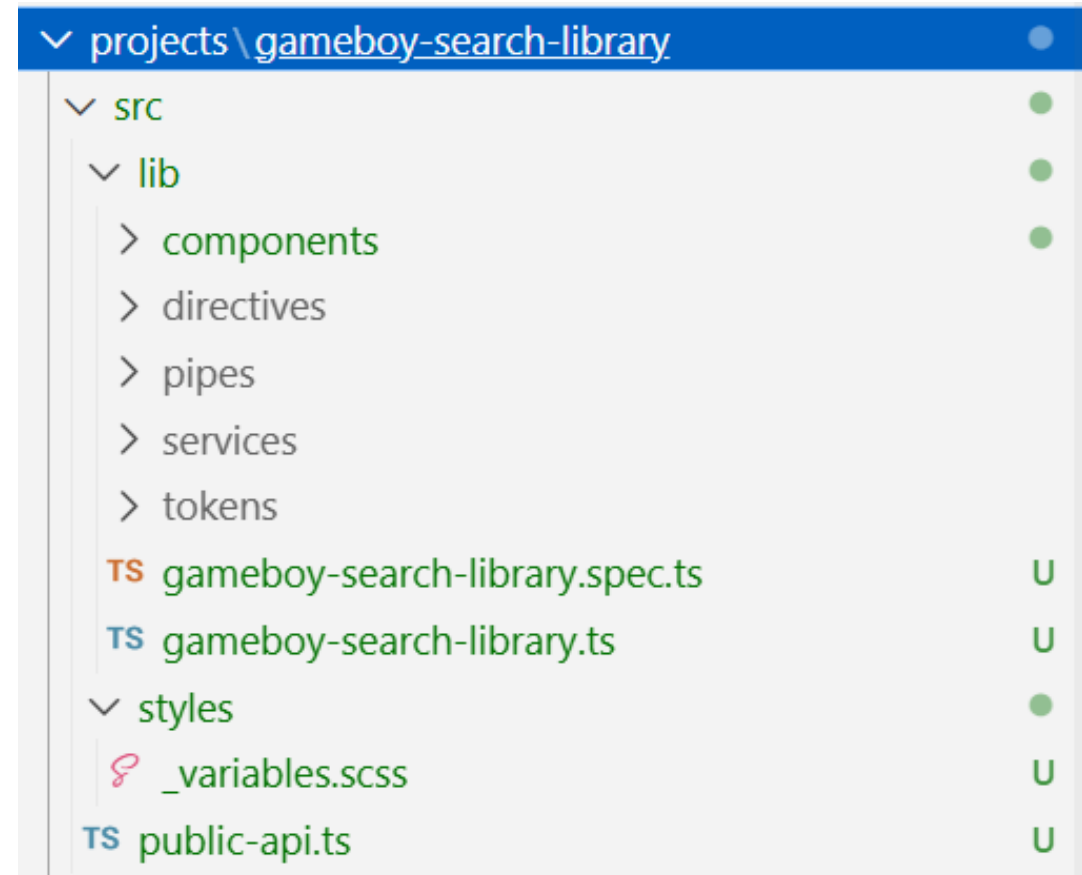 projects\gameboy-search-library
src
lib
components
directives
pipes
services
tokens
TS gameboy-search-library.spec.ts U
TS gameboy-search-library.ts U
styles
_variables.scss U
TS public-api.ts U